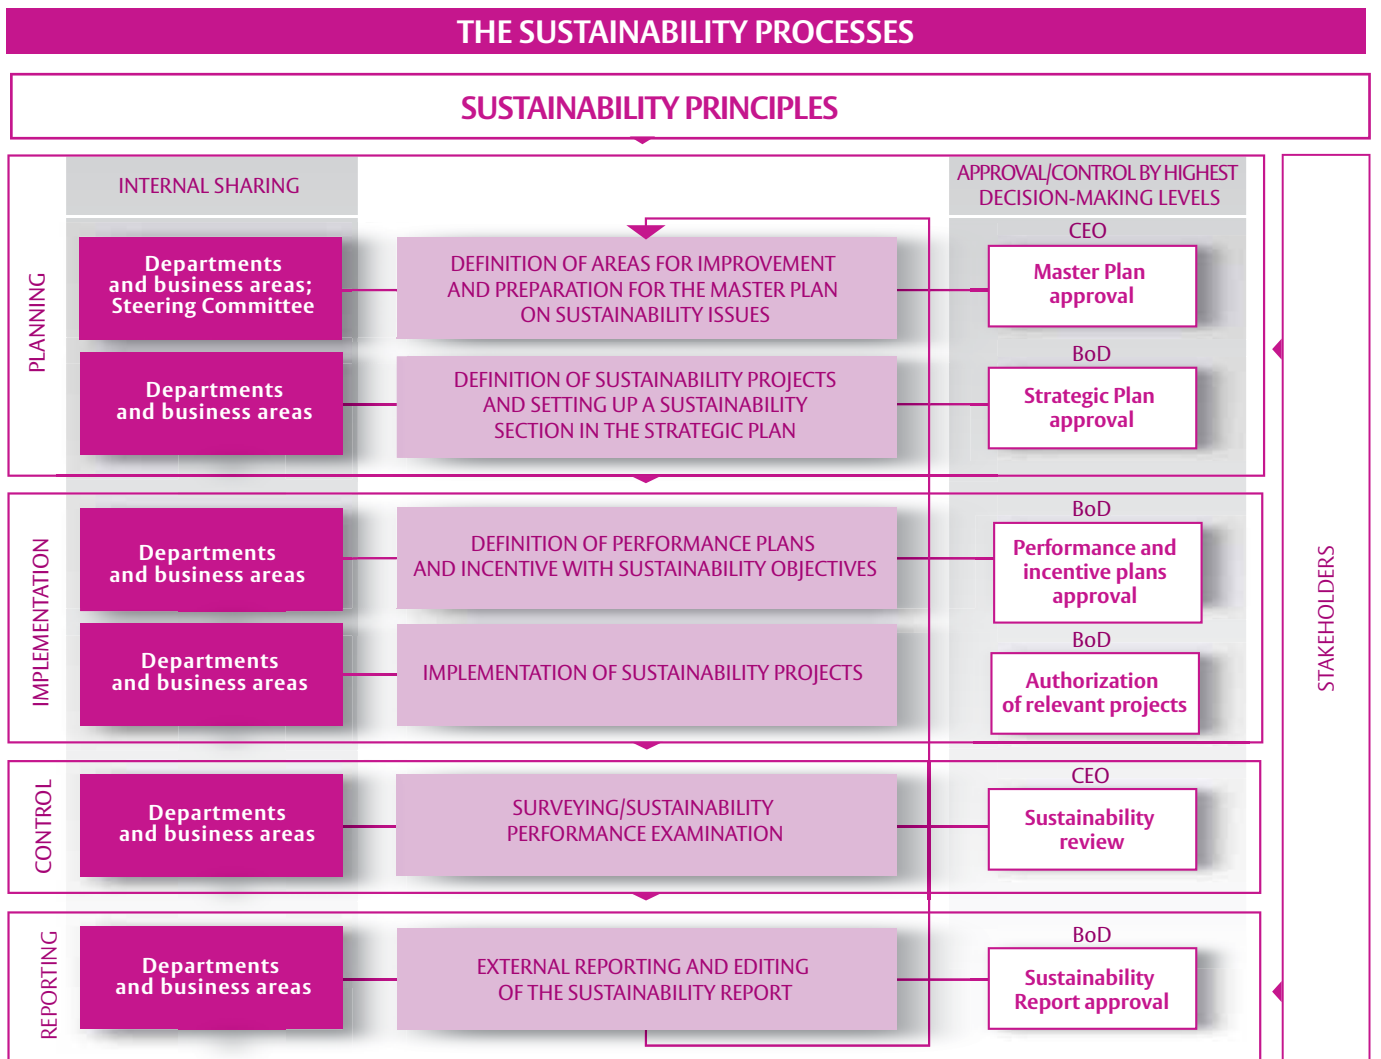 THE SUSTAINABILITY PROCESSES
SUSTAINABILITY PRINCIPLES
INTERNAL SHARING
APPROVAL/CONTROL BY HIGHEST
DECISION-MAKING LEVELS
PLANNING
Departments
and business areas;
Steering Committee
DEFINITION OF AREAS FOR IMPROVEMENT
AND PREPARATION FOR THE MASTER PLAN
ON SUSTAINABILITY ISSUES
CEO
Master Plan
approval
Departments
and business areas
DEFINITION OF SUSTAINABILITY PROJECTS
AND SETTING UP A SUSTAINABILITY
SECTION IN THE STRATEGIC PLAN
BoD
Strategic Plan
approval
IMPLEMENTATION
Departments
and business areas
DEFINITION OF PERFORMANCE PLANS
AND INCENTIVE WITH SUSTAINABILITY OBJECTIVES
BoD
Performance and
incentive plans
approval
Departments
and business areas
IMPLEMENTATION OF SUSTAINABILITY PROJECTS
BoD
Authorization
of relevant projects
CONTROL
Departments
and business areas
SURVEYING/SUSTAINABILITY
PERFORMANCE EXAMINATION
CEO
Sustainability
review
REPORTING
Departments
and business areas
EXTERNAL REPORTING AND EDITING
OF THE SUSTAINABILITY REPORT
BoD
Sustainability
Report approval
STAKEHOLDERS